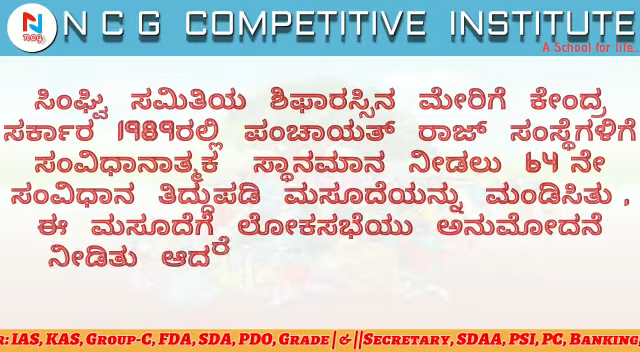 N C G COMPETITIVE INSTITUTE
NCG
A School for life...
ಸಿಂಘ್ವಿ ಸಮಿತಿಯ ಶಿಫಾರಸ್ಸಿನ ಮೇರಿಗೆ ಕೇಂದ್ರ
ಸರ್ಕಾರ 1989ರಲ್ಲಿ ಪಂಚಾಯತ್ ರಾಜ್ ಸಂಸ್ಥೆಗಳಿಗೆ
ಸಂವಿಧಾನಾತ್ಮಕ ಸ್ಥಾನಮಾನ ನೀಡಲು 64 ನೇ
ಸಂವಿಧಾನ ತಿದ್ದುಪಡಿ ಮಸೂದೆಯನ್ನು ಮಂಡಿಸಿತು ,
ಈ ಮಸೂದೆಗೆ ಲೋಕಸಭೆಯು ಅನುಮೋದನೆ
ನೀಡಿತು ಆದರೆ
r: IAS, KAS, Group-C, FDA, SDA, PDO, Grade | & ||Secretary, SDAA, PSI, PC, Banking,